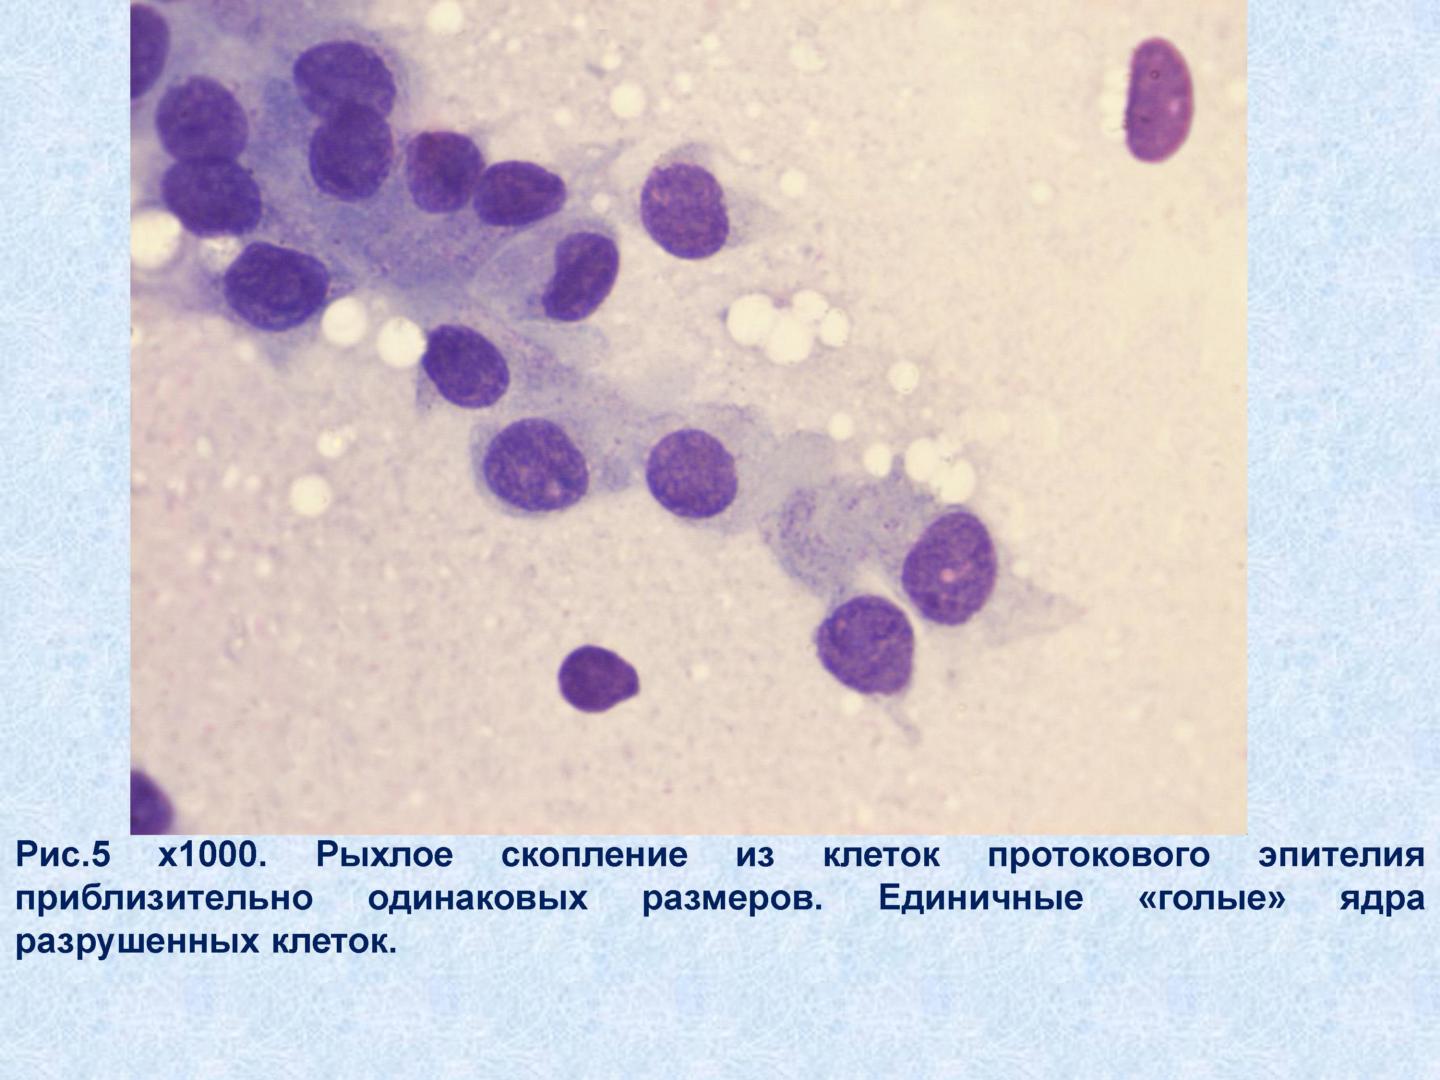 Рис.5 х1000. Рыхлое скопление из клеток протокового эпителия
приблизительно одинаковых размеров. Единичные «голые» ядра
разрушенных клеток.